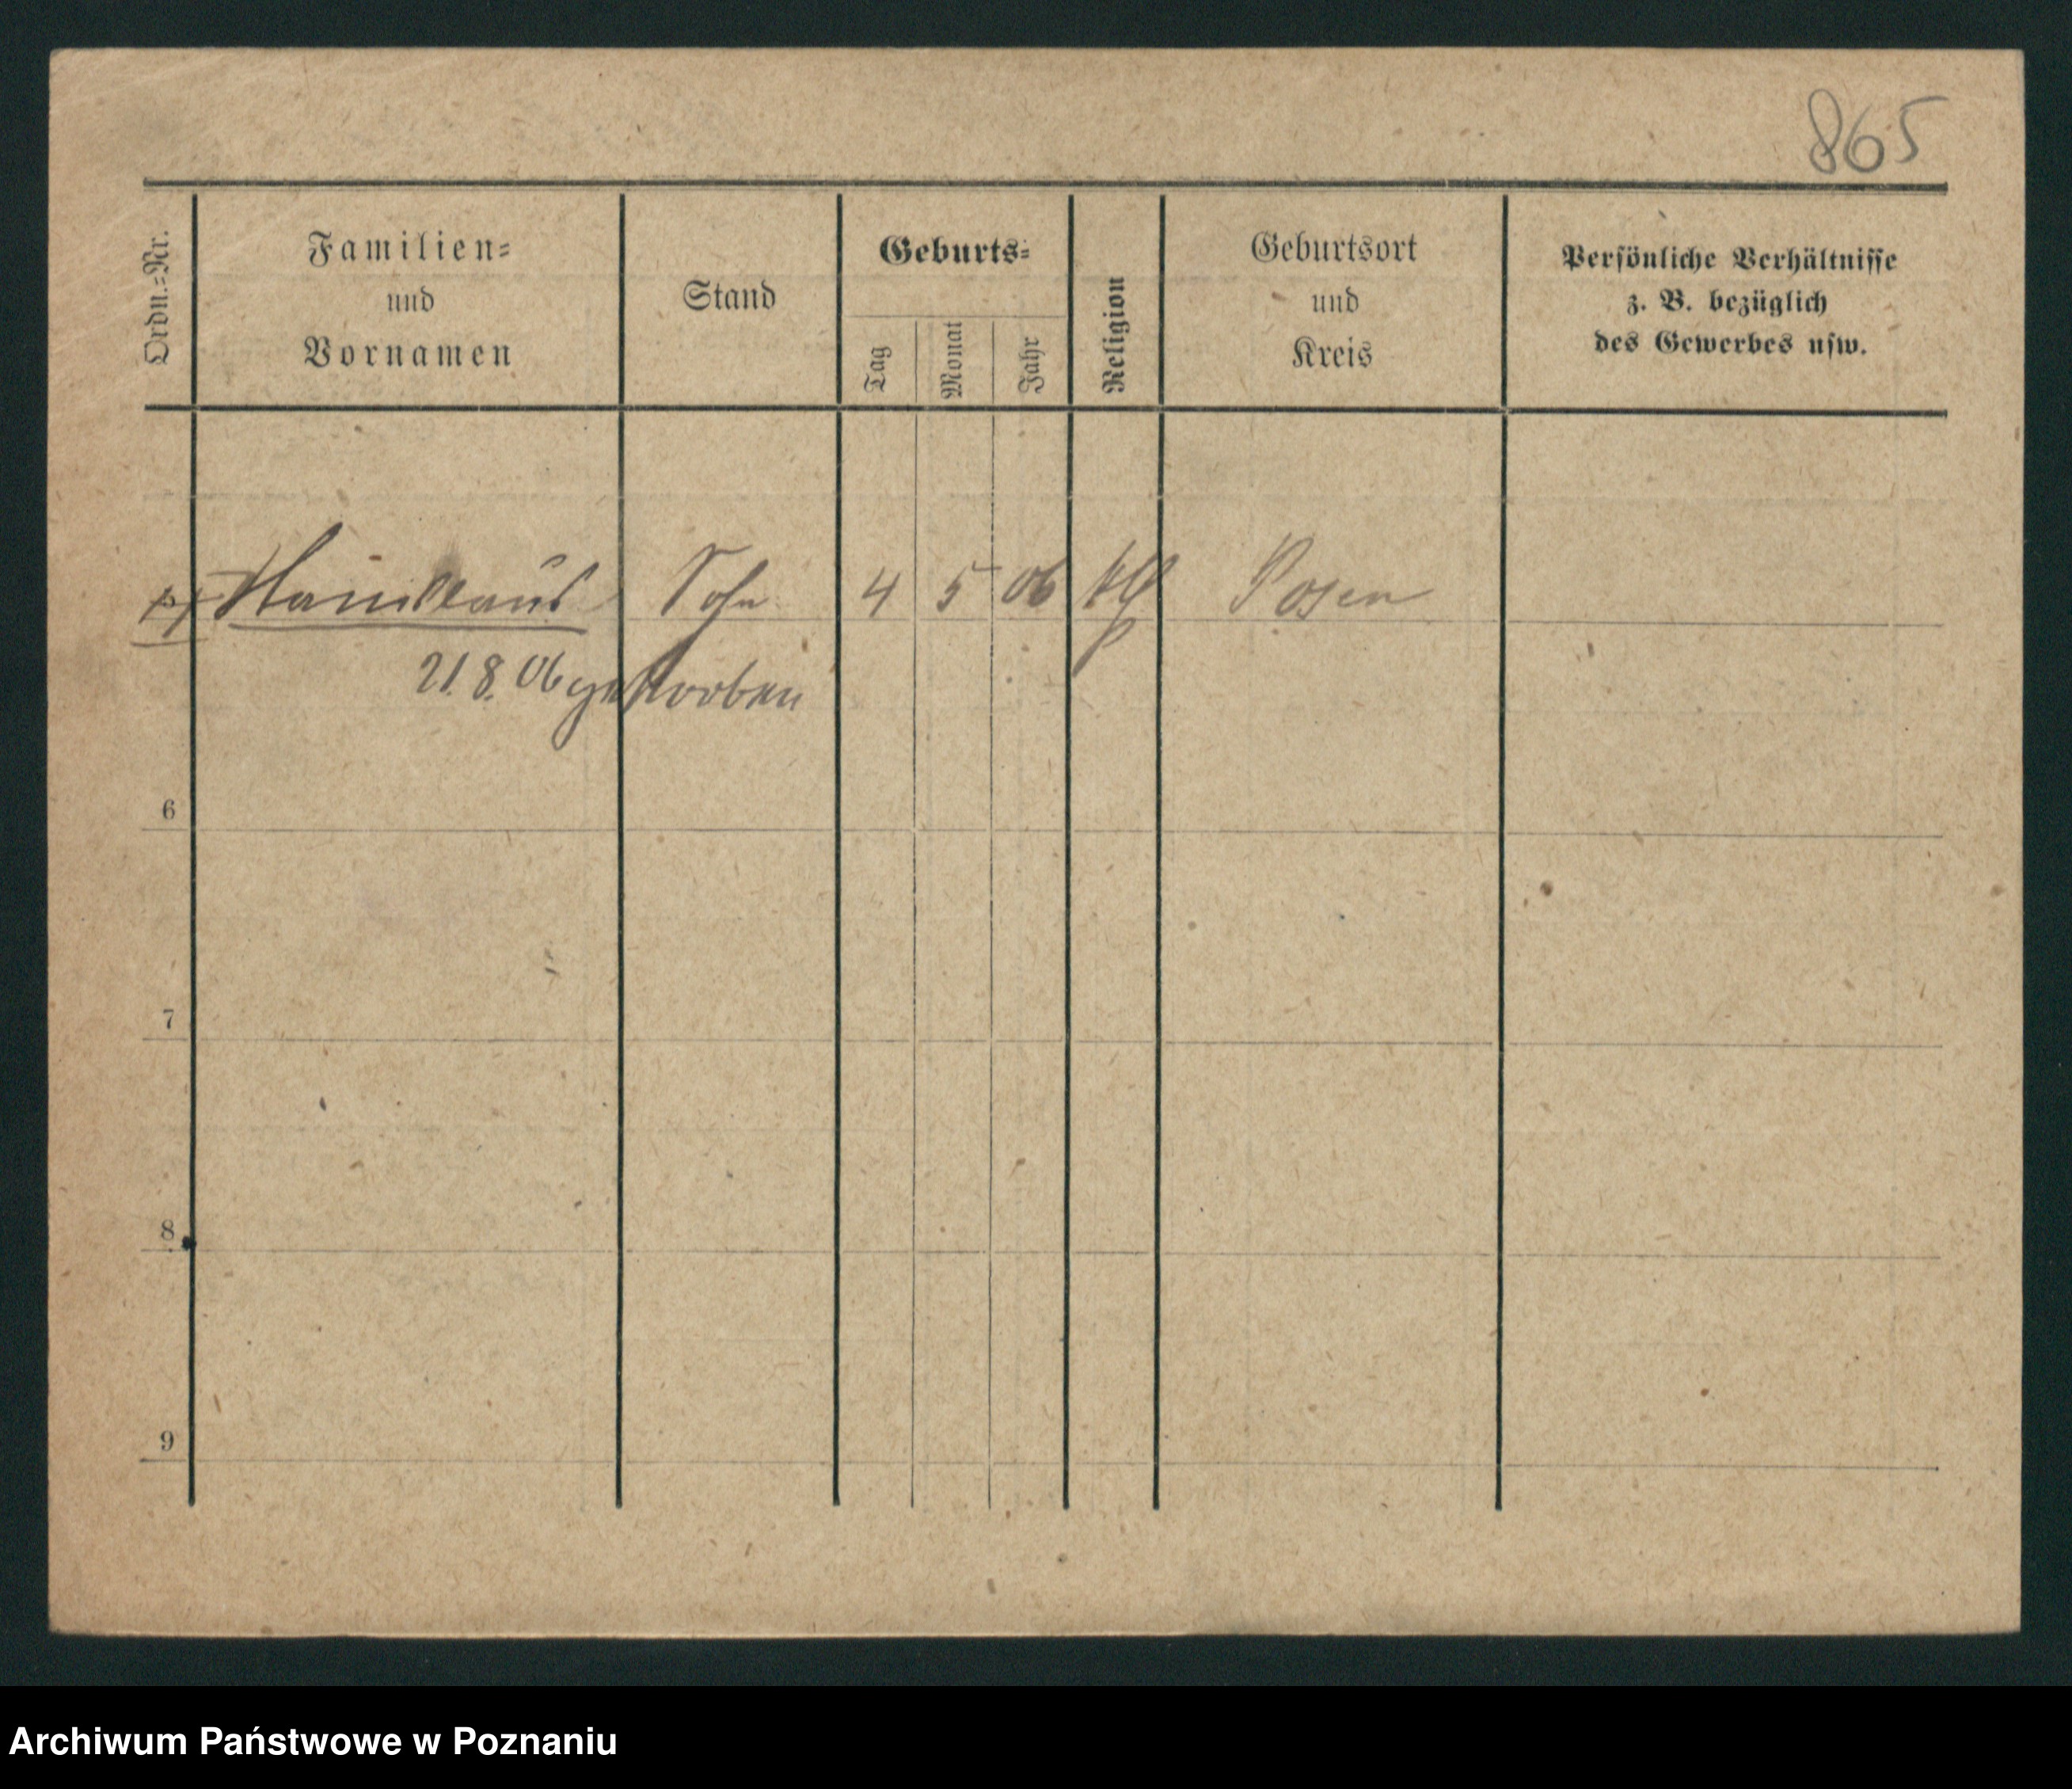 865
Ordn.=Nr.
Familien=
und
Vornamen
Stand
Geburts=
Tag
Monat
Jahr
Religion
Geburtsort
und
Kreis
Persönliche Verhältnisse
z. B. bezüglich
des Gewerbes usw.
Sohn 4 5 06 Posen
21.8.06 gestorben
6
7
8
9
Archiwum Państwowe w Poznaniu